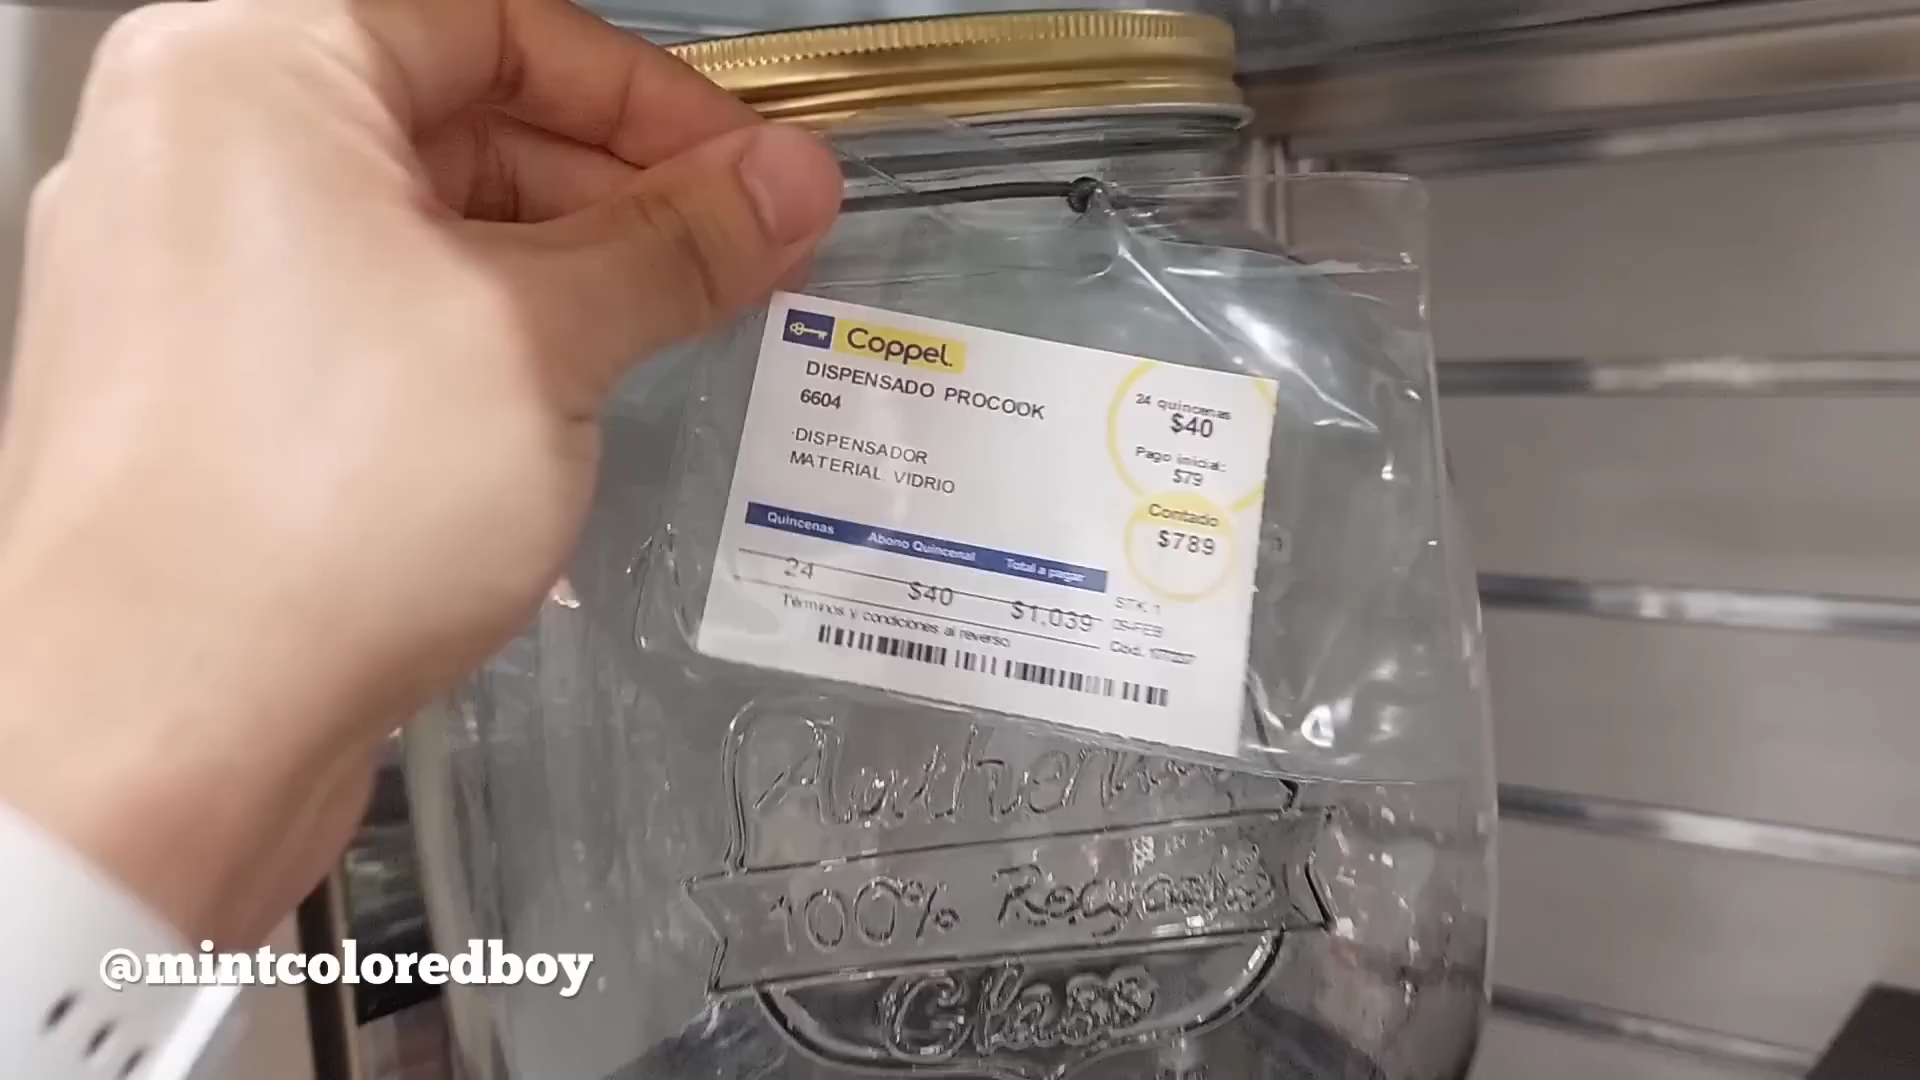 Coppel.
DISPENSADO PROCOOK
6604
·DISPENSADOR
MATERIAL VIDRIO
24 quincenas
$40
Pago inicial:
$79
Contado
$789
Quincenas Abono Quincenal Total a pagar
24 $40 $1,039
STK 1
05-FEB
Cod.
Términos y condiciones al reverso
100%
Glass
@mintcoloredboy